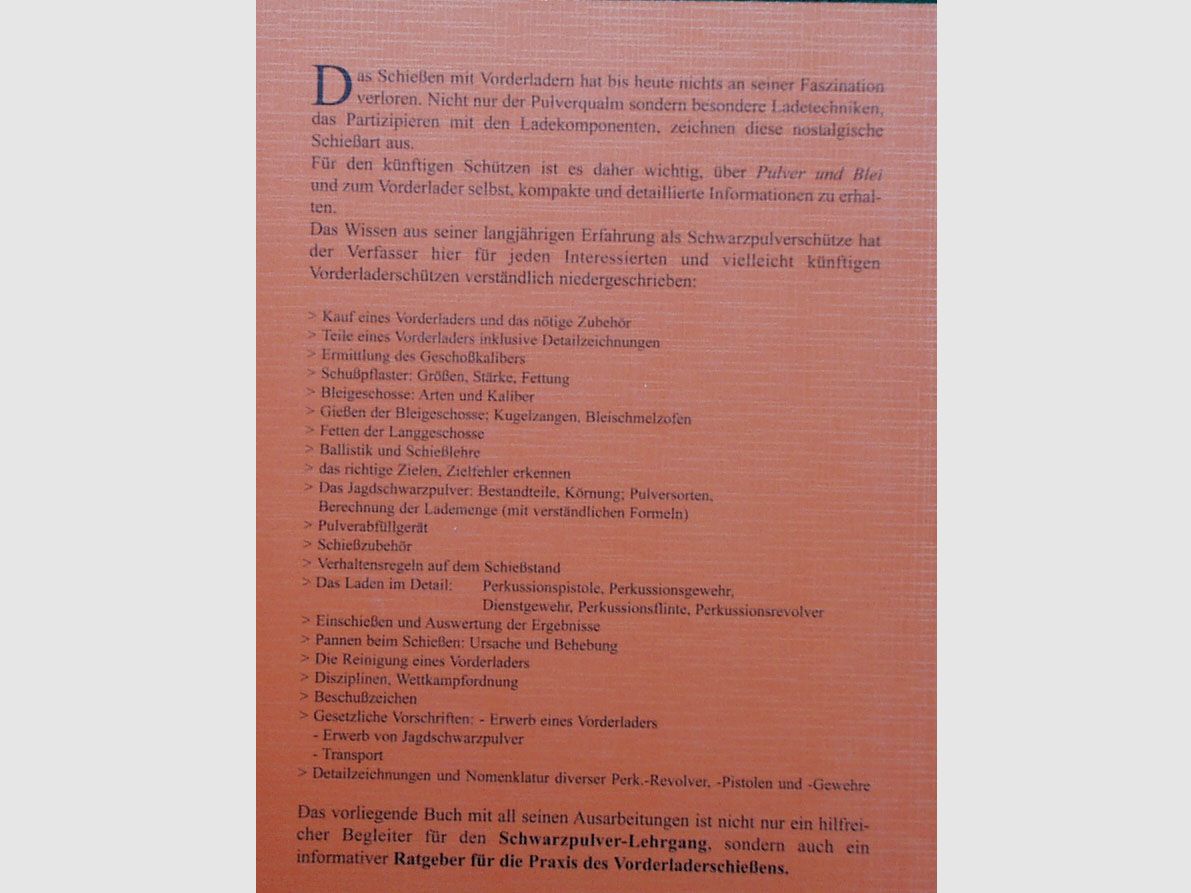 Das Schießen mit Vorderladern hat bis heute nichts an seiner Faszination
verloren. Nicht nur der Pulverqualm sondern besondere Ladetechniken,
das Partizipieren mit den Ladekomponenten, zeichnen diese nostalgische
Schießart aus.
Für den künftigen Schützen ist es daher wichtig, über Pulver und Blei
und zum Vorderlader selbst, kompakte und detaillierte Informationen zu erhal-
ten.
Das Wissen aus seiner langjährigen Erfahrung als Schwarzpulverschütze hat
der Verfasser hier für jeden Interessierten und vielleicht künftigen
Vorderladerschützen verständlich niedergeschrieben:
> Kauf eines Vorderladers und das nötige Zubehör
> Teile eines Vorderladers inklusive Detailzeichnungen
> Ermittlung des Geschoßkalibers
> Schußpflaster: Größen, Stärke, Fettung
> Bleigeschosse: Arten und Kaliber
> Gießen der Bleigeschosse; Kugelzangen, Bleischmelzofen
> Fetten der Langgeschosse
> Ballistik und Schießlehre
> das richtige Zielen, Zielfehler erkennen
> Das Jagdschwarzpulver: Bestandteile, Körnung; Pulversorten,
Berechnung der Lademenge (mit verständlichen Formeln)
> Pulverabfüllgerät
> Schießzubehör
> Verhaltensregeln auf dem Schießstand
> Das Laden im Detail: Perkussionspistole, Perkussionsgewehr,
Dienstgewehr, Perkussionsflinte, Perkussionsrevolver
> Einschießen und Auswertung der Ergebnisse
> Pannen beim Schießen: Ursache und Behebung
> Die Reinigung eines Vorderladers
> Disziplinen, Wettkampfordnung
> Beschußzeichen
> Gesetzliche Vorschriften: - Erwerb eines Vorderladers
- Erwerb von Jagdschwarzpulver
- Transport
> Detailzeichnungen und Nomenklatur diverser Perk.-Revolver, -Pistolen und -Gewehre
Das vorliegende Buch mit all seinen Ausarbeitungen ist nicht nur ein hilfrei-
cher Begleiter für den Schwarzpulver-Lehrgang, sondern auch ein
informativer Ratgeber für die Praxis des Vorderladerschießens.